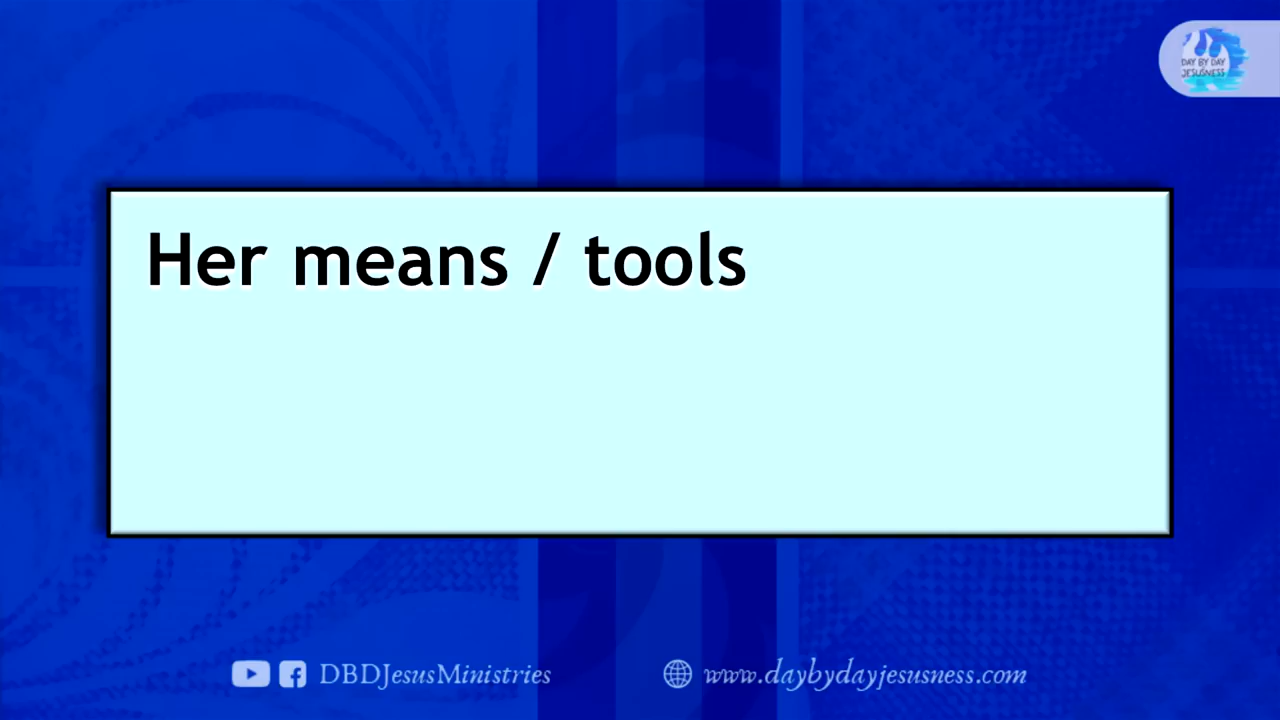 DAY BY DAY
JESUSNESS
Her means / tools
DBDJesusMinistries
www.daybydayjesusness.com